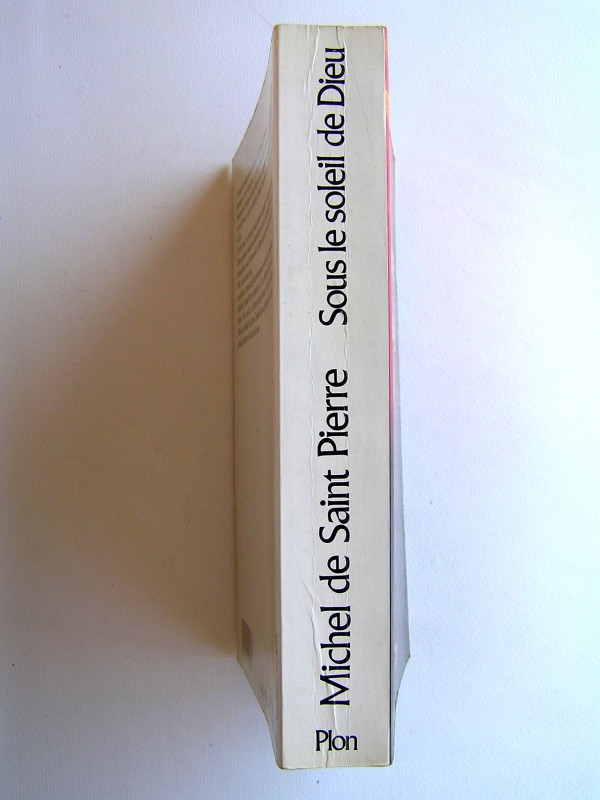 Michel de Saint Pierre Sous le soleil de Dieu
Plon